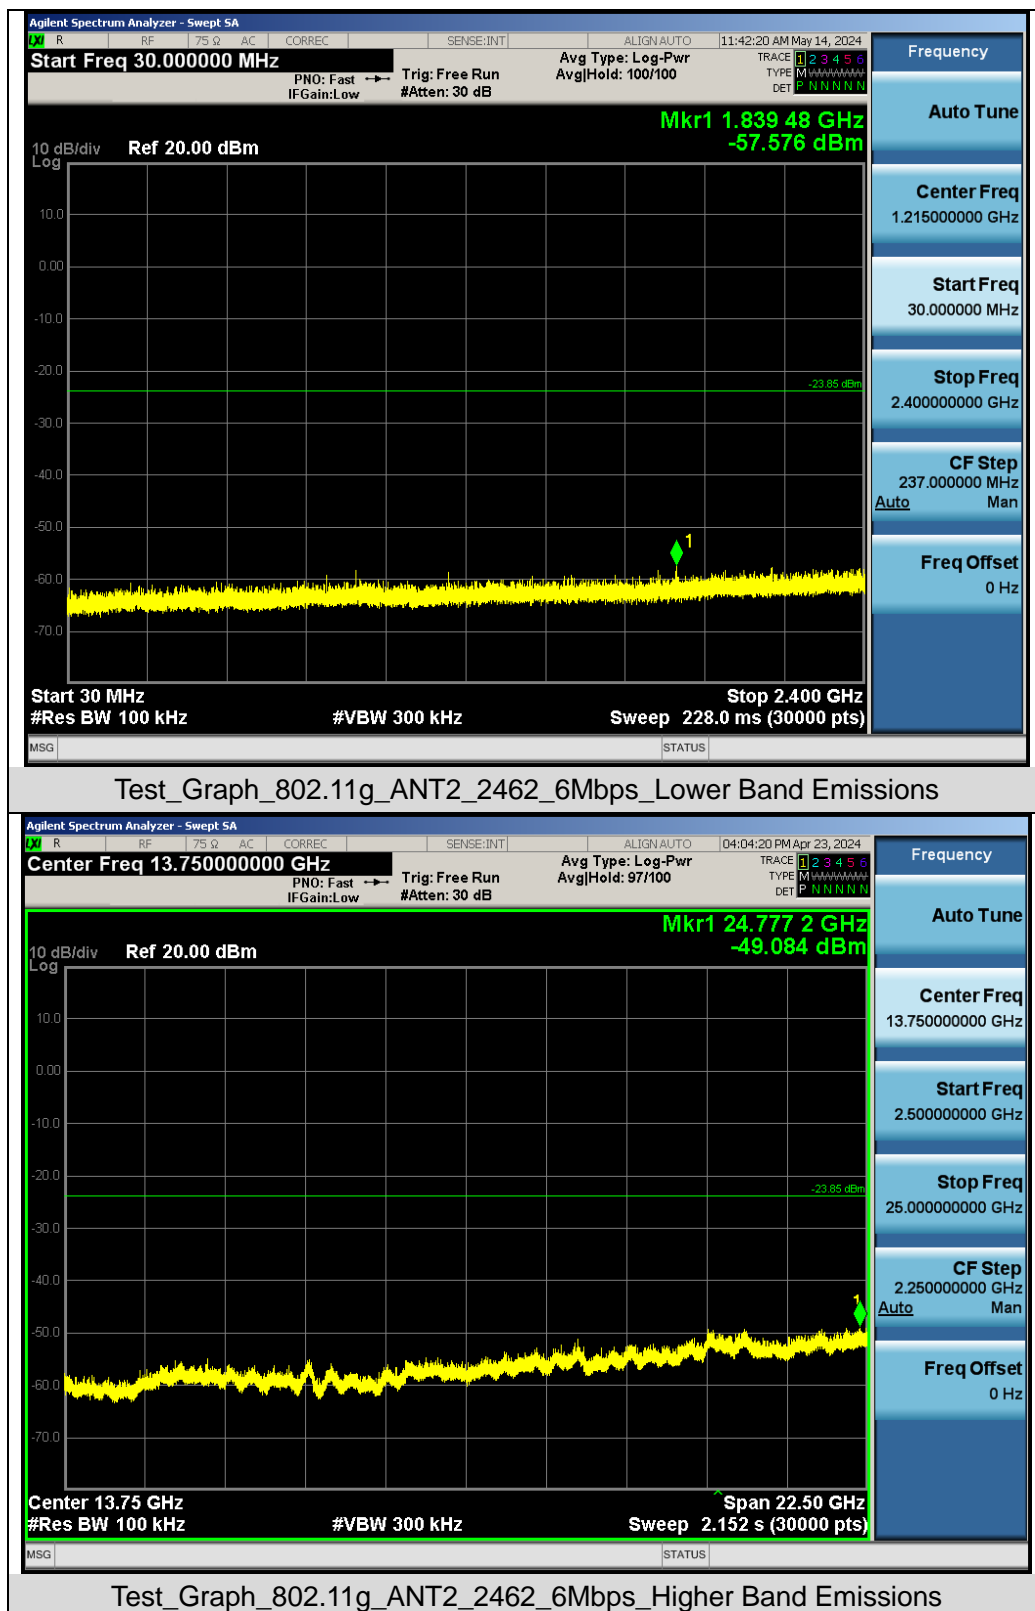 Agilent Spectrum Analyzer - Swept SA
LXI R RF 75 Ω AC CORREC SENSE:INT ALIGN AUTO 11:42:20 AM May 14, 2024
Start Freq 30.000000 MHz
PNO: Fast
IFGain:Low
Trig: Free Run
#Atten: 30 dB
Avg Type: Log-Pwr
Avg|Hold: 100/100
TRACE 1 2 3 4 5 6
TYPE M
DET P N N N N N
Mkr1 1.839 48 GHz
-57.576 dBm
10 dB/div
Log
Ref 20.00 dBm
10.0
0.00
-10.0
-20.0
-23.85 dBm
-30.0
-40.0
-50.0
1
-60.0
-70.0
Start 30 MHz
Stop 2.400 GHz
#Res BW 100 kHz
#VBW 300 kHz
Sweep 228.0 ms (30000 pts)
MSG
STATUS
Frequency
Auto Tune
Center Freq
1.215000000 GHz
Start Freq
30.000000 MHz
Stop Freq
2.400000000 GHz
CF Step
237.000000 MHz
Auto Man
Freq Offset
0 Hz
Test_Graph_802.11g_ANT2_2462_6Mbps_Lower Band Emissions
Agilent Spectrum Analyzer - Swept SA
LXI R RF 75 Ω AC CORREC SENSE:INT ALIGN AUTO 04:04:20 PM Apr 23, 2024
Center Freq 13.750000000 GHz
PNO: Fast
IFGain:Low
Trig: Free Run
#Atten: 30 dB
Avg Type: Log-Pwr
Avg|Hold: 97/100
TRACE 1 2 3 4 5 6
TYPE M
DET P N N N N N
Mkr1 24.777 2 GHz
-49.084 dBm
10 dB/div
Log
Ref 20.00 dBm
10.0
0.00
-10.0
-20.0
-23.85 dBm
-30.0
-40.0
1
-50.0
-60.0
-70.0
Center 13.75 GHz
Span 22.50 GHz
#Res BW 100 kHz
#VBW 300 kHz
Sweep 2.152 s (30000 pts)
MSG
STATUS
Frequency
Auto Tune
Center Freq
13.750000000 GHz
Start Freq
2.500000000 GHz
Stop Freq
25.000000000 GHz
CF Step
2.250000000 GHz
Auto Man
Freq Offset
0 Hz
Test_Graph_802.11g_ANT2_2462_6Mbps_Higher Band Emissions